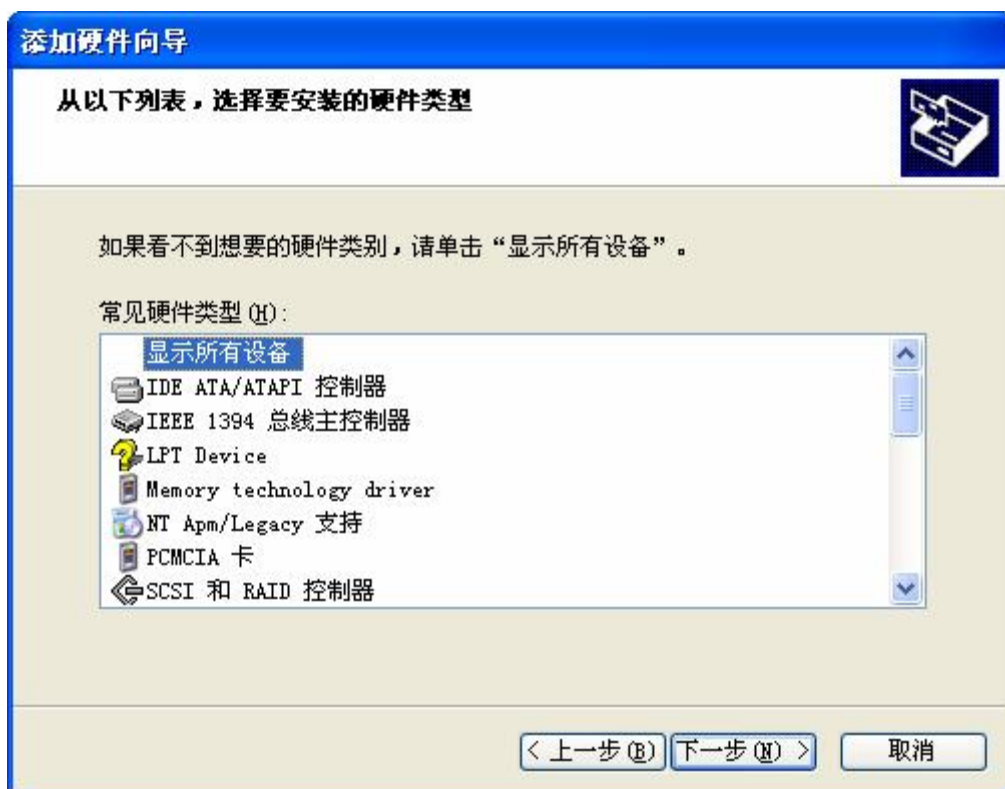 添加硬件向导
从以下列表，选择要安装的硬件类型
如果看不到想要的硬件类别，请单击“显示所有设备”。
常见硬件类型(H):
显示所有设备
IDE ATA/ATAPI 控制器
IEEE 1394 总线主控制器
LPT Device
Memory technology driver
NT Apm/Legacy 支持
PCMCIA 卡
SCSI 和 RAID 控制器
< 上一步(B) 下一步(N) > 取消